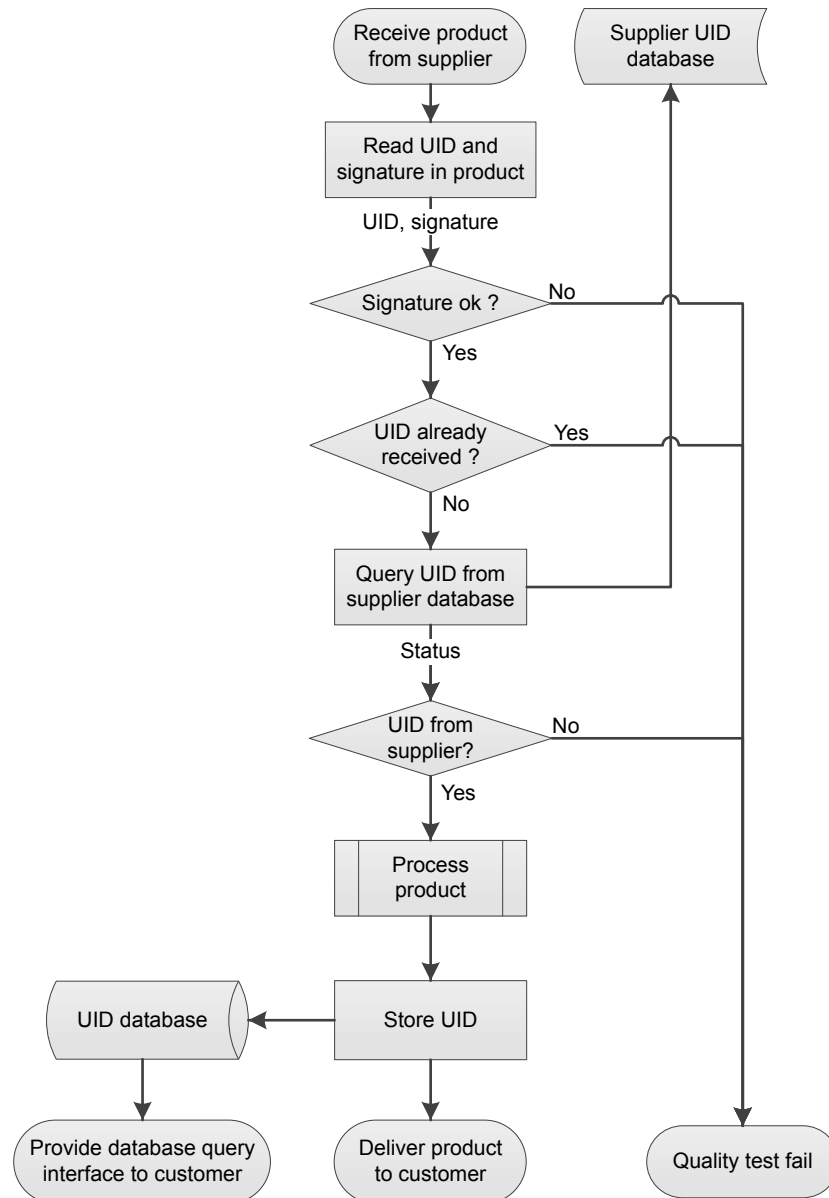 Receive product
from supplier
Supplier UID
database
Read UID and
signature in product
UID, signature
Signature ok ?
No
Yes
UID already
received ?
Yes
No
Query UID from
supplier database
Status
UID from
supplier?
No
Yes
Process
product
UID database
Store UID
Provide database query
interface to customer
Deliver product
to customer
Quality test fail